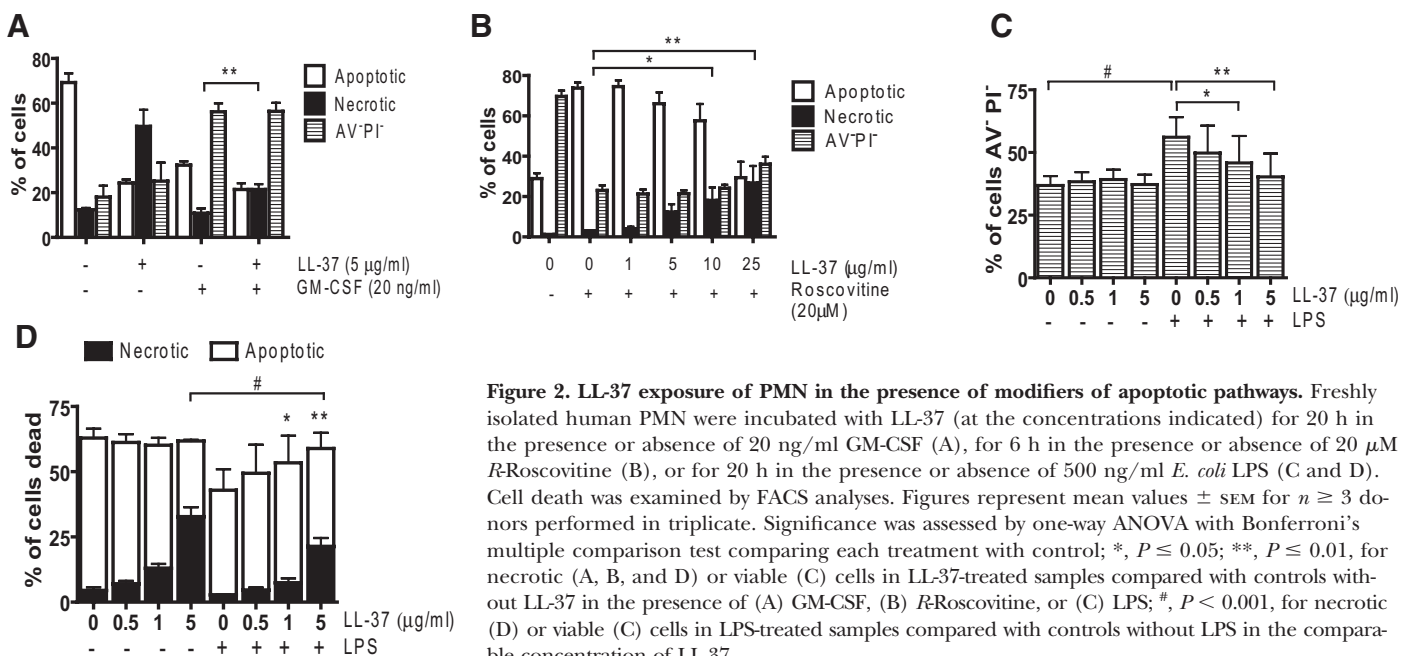 A
80
60
40
20
0
% of cells
**
Apoptotic
Necrotic
AV-PI-
- + - + LL-37 (5 µg/ml)
- - + + GM-CSF (20 ng/ml)
B
80
60
40
20
0
% of cells
**
*
Apoptotic
Necrotic
AV-PI-
0 0 1 5 10 25 LL-37 (µg/ml)
- + + + + + Roscovitine
(20µM)
C
75
50
25
0
% of cells AV- PI-
#
**
*
0 0.5 1 5 0 0.5 1 5 LL-37 (µg/ml)
- - - - + + + + LPS
D
Necrotic Apoptotic
75
50
25
0
% of cells dead
#
* **
0 0.5 1 5 0 0.5 1 5 LL-37 (µg/ml)
- - - - + + + + LPS
Figure 2. LL-37 exposure of PMN in the presence of modifiers of apoptotic pathways. Freshly
isolated human PMN were incubated with LL-37 (at the concentrations indicated) for 20 h in
the presence or absence of 20 ng/ml GM-CSF (A), for 6 h in the presence or absence of 20 μM
R-Roscovitine (B), or for 20 h in the presence or absence of 500 ng/ml E. coli LPS (C and D).
Cell death was examined by FACS analyses. Figures represent mean values ± SEM for n ≥ 3 do-
nors performed in triplicate. Significance was assessed by one-way ANOVA with Bonferroni's
multiple comparison test comparing each treatment with control; *, P ≤ 0.05; **, P ≤ 0.01, for
necrotic (A, B, and D) or viable (C) cells in LL-37-treated samples compared with controls with-
out LL-37 in the presence of (A) GM-CSF, (B) R-Roscovitine, or (C) LPS; #, P < 0.001, for necrotic
(D) or viable (C) cells in LPS-treated samples compared with controls without LPS in the compara-
ble concentration of LL-37.